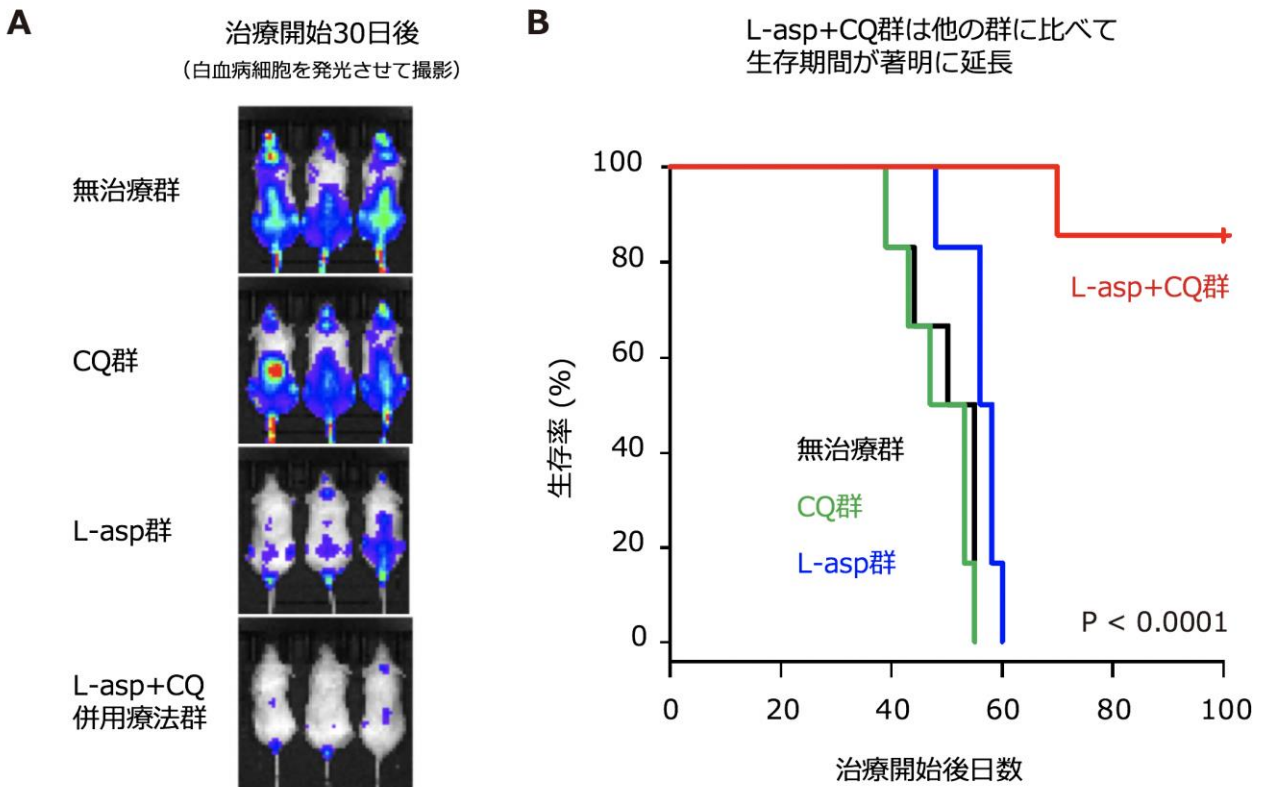 A
治療開始30日後
（白血病細胞を発光させて撮影）
無治療群
CQ群
L-asp群
L-asp+CQ
併用療法群
B
L-asp+CQ群は他の群に比べて
生存期間が著明に延長
生存率 (%)
100
80
60
40
20
0
L-asp+CQ群
無治療群
CQ群
L-asp群
P < 0.0001
0 20 40 60 80 100
治療開始後日数